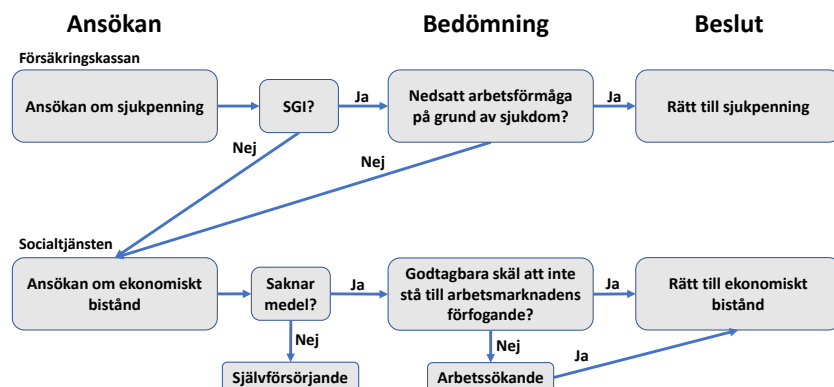 Ansökan
Bedömning
Beslut
Försäkringskassan
Ansökan om sjukpenning
SGI?
Ja
Nedsatt arbetsförmåga
på grund av sjukdom?
Ja
Rätt till sjukpenning
Nej
Nej
Socialtjänsten
Ansökan om ekonomiskt
bistånd
Saknar
medel?
Ja
Godtagbara skäl att inte
stå till arbetsmarknadens
förfogande?
Ja
Rätt till ekonomiskt
bistånd
Nej
Nej
Ja
Självförsörjande
Arbetssökande